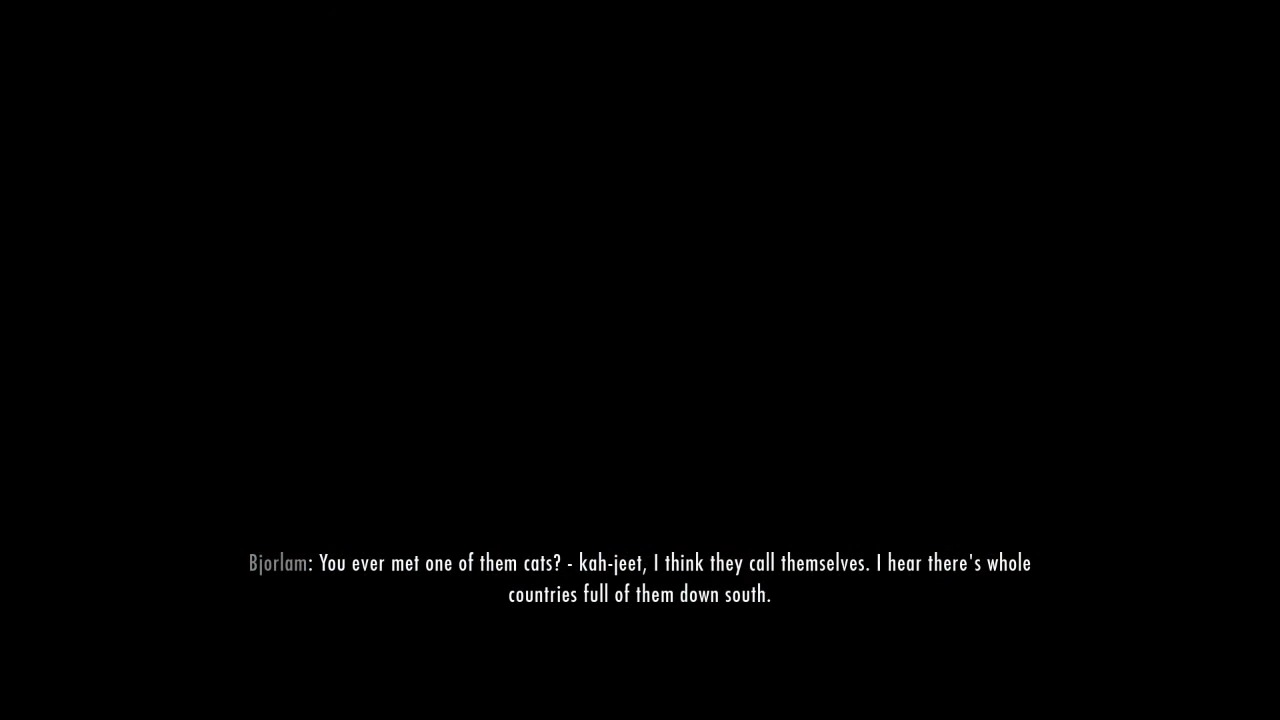 Bjorlam: You ever met one of them cats? - kah-jeet, I think they call themselves. I hear there's whole
countries full of them down south.